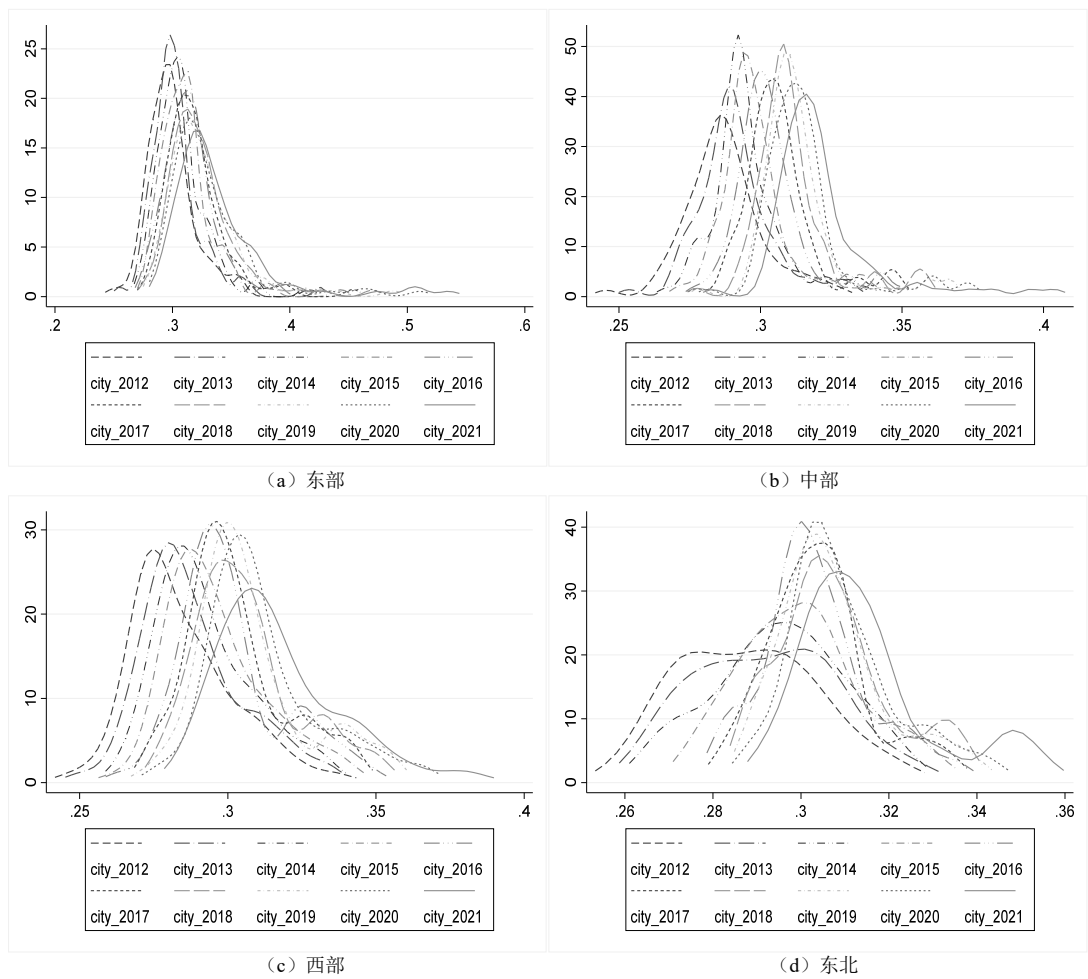 25
20
15
10
5
0
.2 .3 .4 .5 .6
city_2012 city_2013 city_2014 city_2015 city_2016
city_2017 city_2018 city_2019 city_2020 city_2021
（a）东部
50
40
30
20
10
0
.25 .3 .35 .4
city_2012 city_2013 city_2014 city_2015 city_2016
city_2017 city_2018 city_2019 city_2020 city_2021
（b）中部
30
20
10
0
.25 .3 .35 .4
city_2012 city_2013 city_2014 city_2015 city_2016
city_2017 city_2018 city_2019 city_2020 city_2021
（c）西部
40
30
20
10
0
.26 .28 .3 .32 .34 .36
city_2012 city_2013 city_2014 city_2015 city_2016
city_2017 city_2018 city_2019 city_2020 city_2021
（d）东北